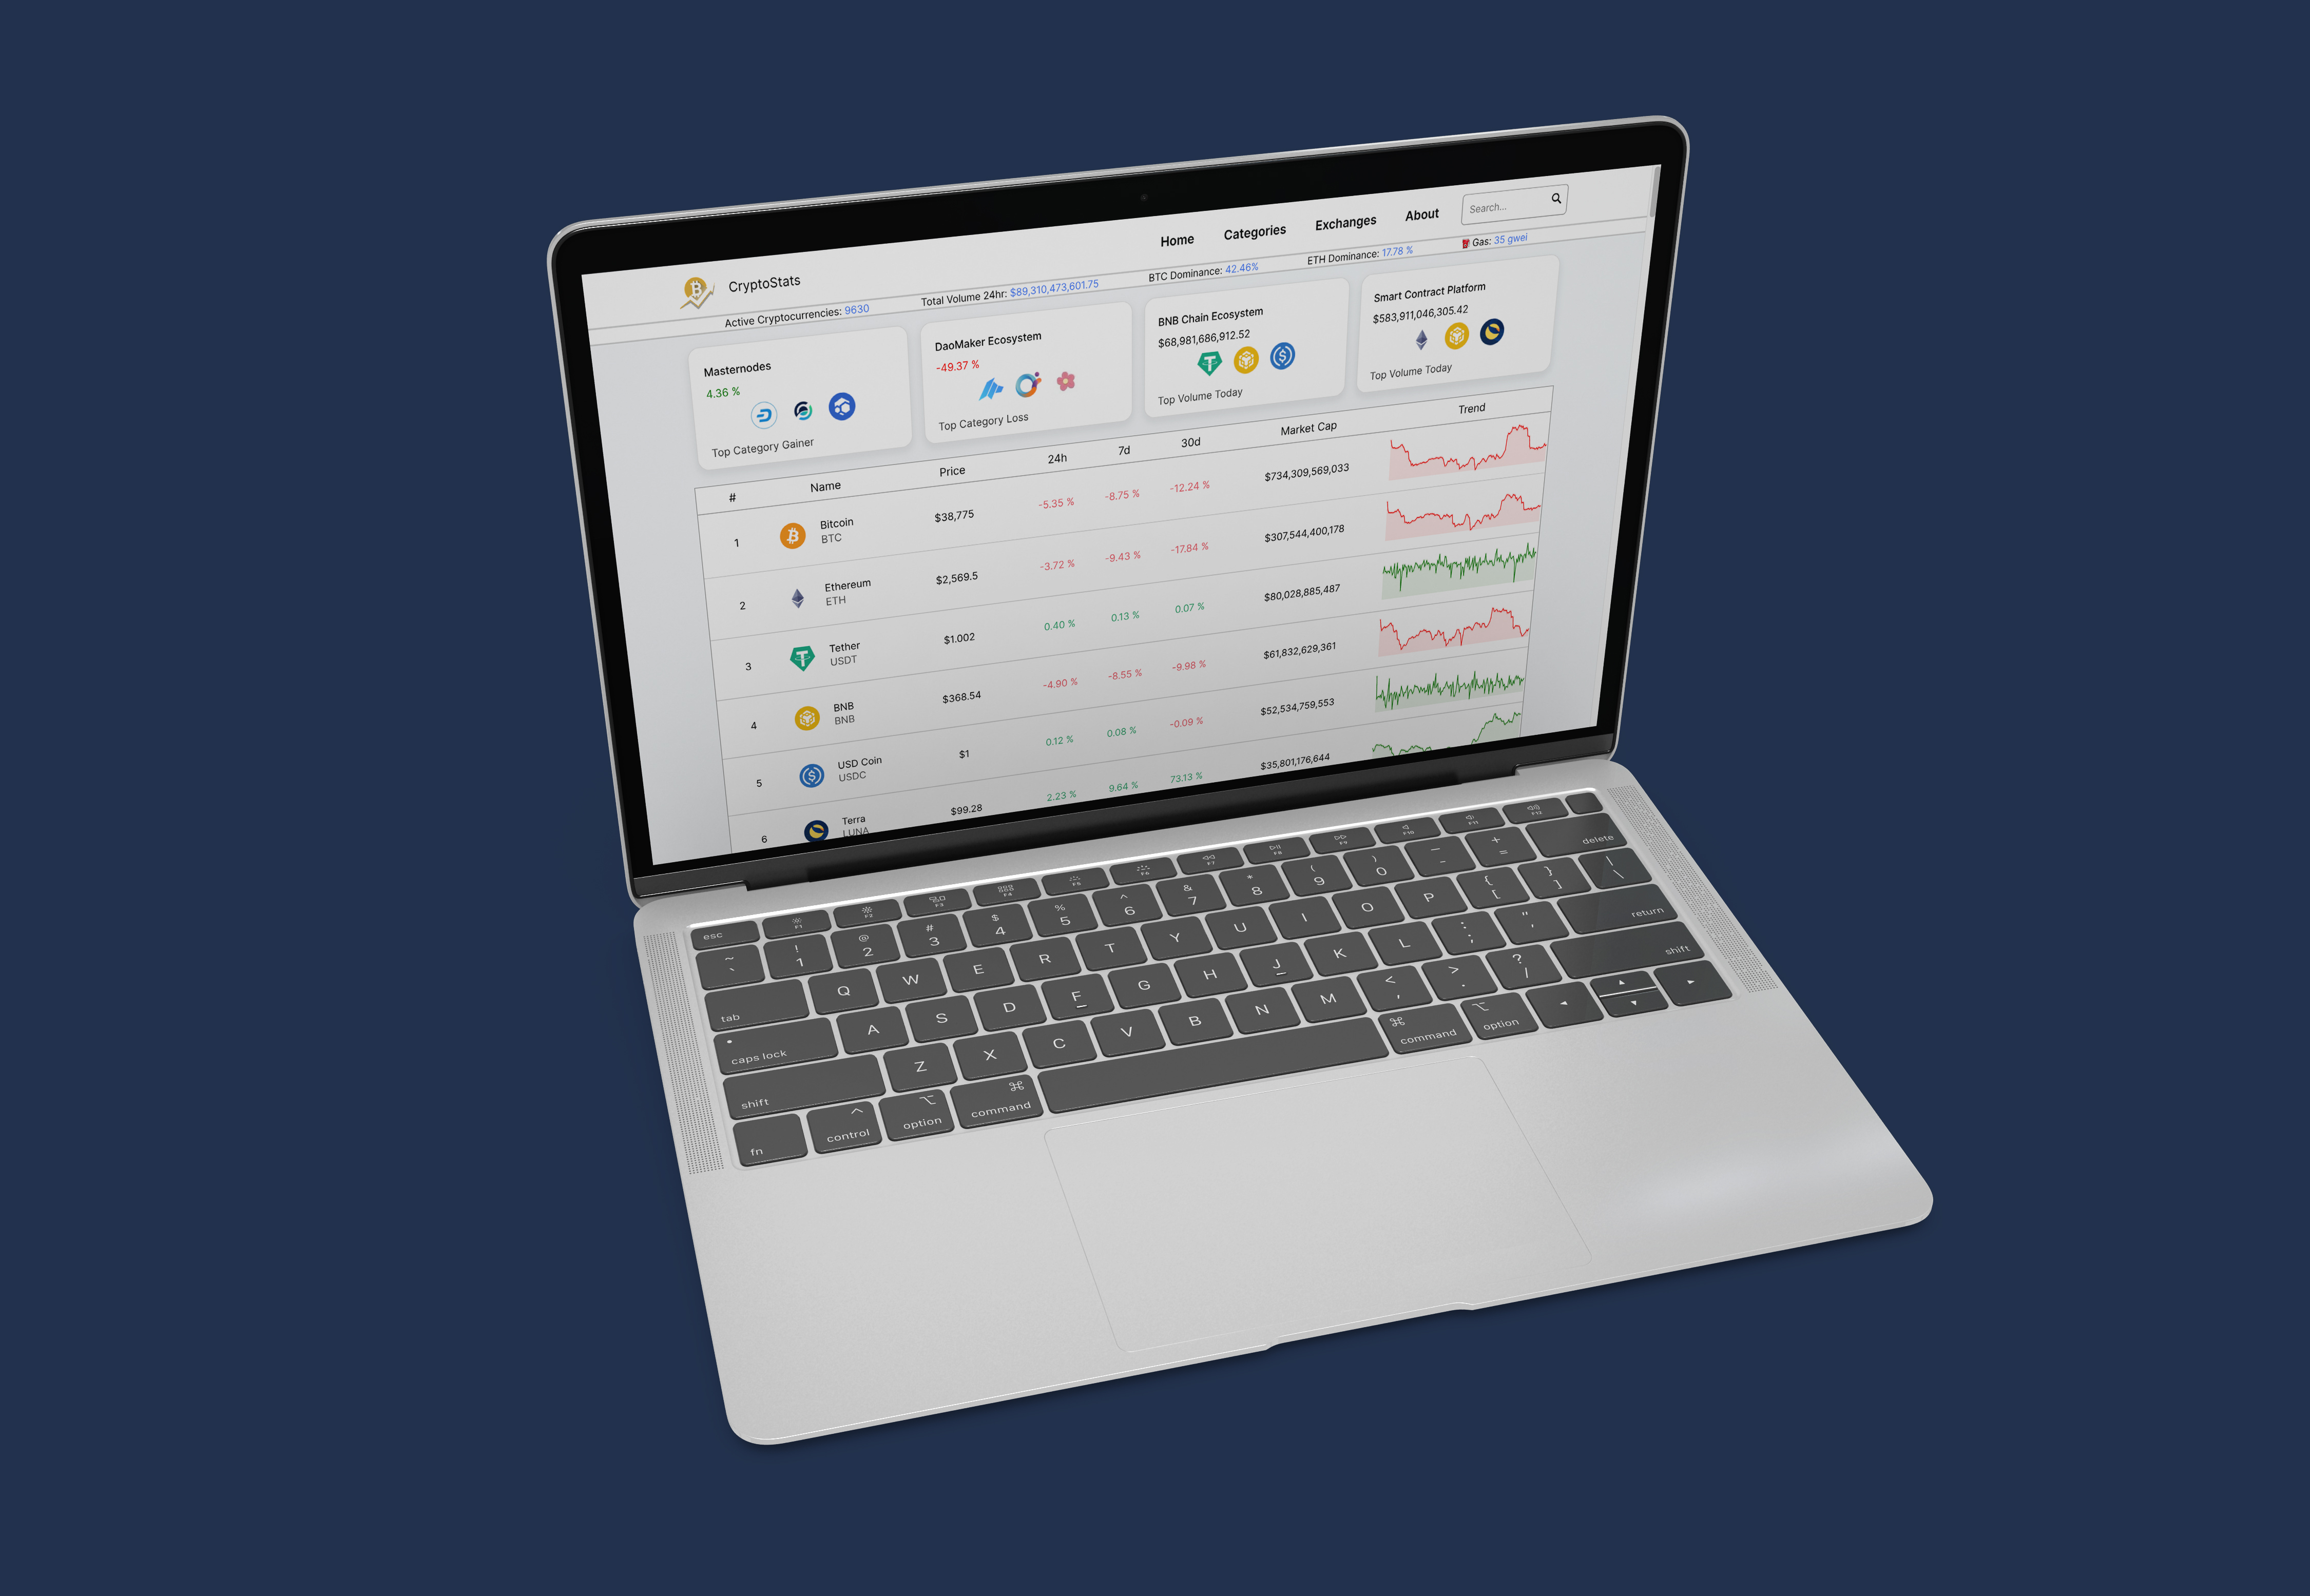 Home Categories Exchanges About Search...
CryptoStats
Active Cryptocurrencies: 9630 Total Volume 24hr: $89,310,473,601.75 BTC Dominance: 42.46% ETH Dominance: 17.78 % Gas: 35 gwei
Masternodes
4.36 %
Top Category Gainer
DaoMaker Ecosystem
-49.37 %
Top Category Loss
BNB Chain Ecosystem
$68,981,686,912.52
Top Volume Today
Smart Contract Platform
$583,911,046,305.42
Top Volume Today
# Name Price 24h 7d 30d Market Cap Trend
1 Bitcoin BTC $38,775 -5.35 % -8.75 % -12.24 % $734,309,569,033
2 Ethereum ETH $2,569.5 -3.72 % -9.43 % -17.84 % $307,544,400,178
3 Tether USDT $1.002 0.40 % 0.13 % 0.07 % $80,028,885,487
4 BNB BNB $368.54 -4.90 % -8.55 % -9.98 % $61,832,629,361
5 USD Coin USDC $1 0.12 % 0.08 % -0.09 % $52,534,759,553
6 Terra LUNA $99.28 2.23 % 9.64 % 73.13 % $35,801,176,644
esc F1 F2 F3 F4 F5 F6 F7 F8 F9 F10 F11 F12
~ ` ! 1 @ 2 # 3 $ 4 % 5 ^ 6 & 7 * 8 ( 9 ) 0 — - + = delete
tab Q W E R T Y U I O P { [ } ] | \
caps lock A S D F G H J K L : ; " ' return
shift Z X C V B N M < , > . ? / shift
fn control option command command option